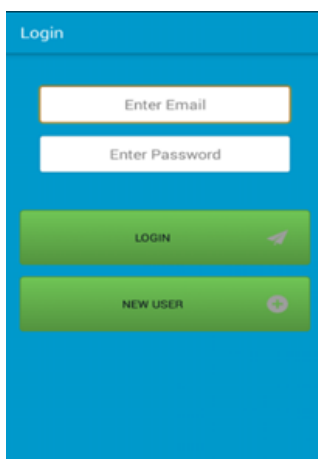 Login
Enter Email
Enter Password
LOGIN
NEW USER